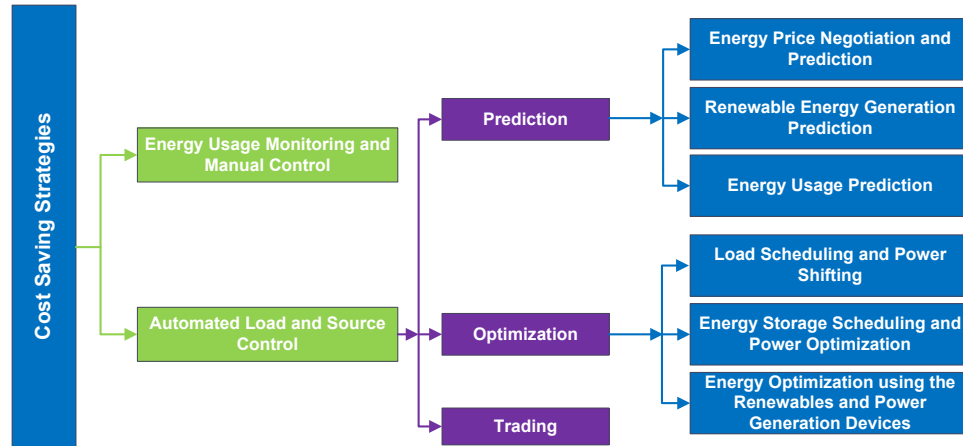 Cost Saving Strategies
Energy Usage Monitoring and
Manual Control
Automated Load and Source
Control
Prediction
Optimization
Trading
Energy Price Negotiation and
Prediction
Renewable Energy Generation
Prediction
Energy Usage Prediction
Load Scheduling and Power
Shifting
Energy Storage Scheduling and
Power Optimization
Energy Optimization using the
Renewables and Power
Generation Devices